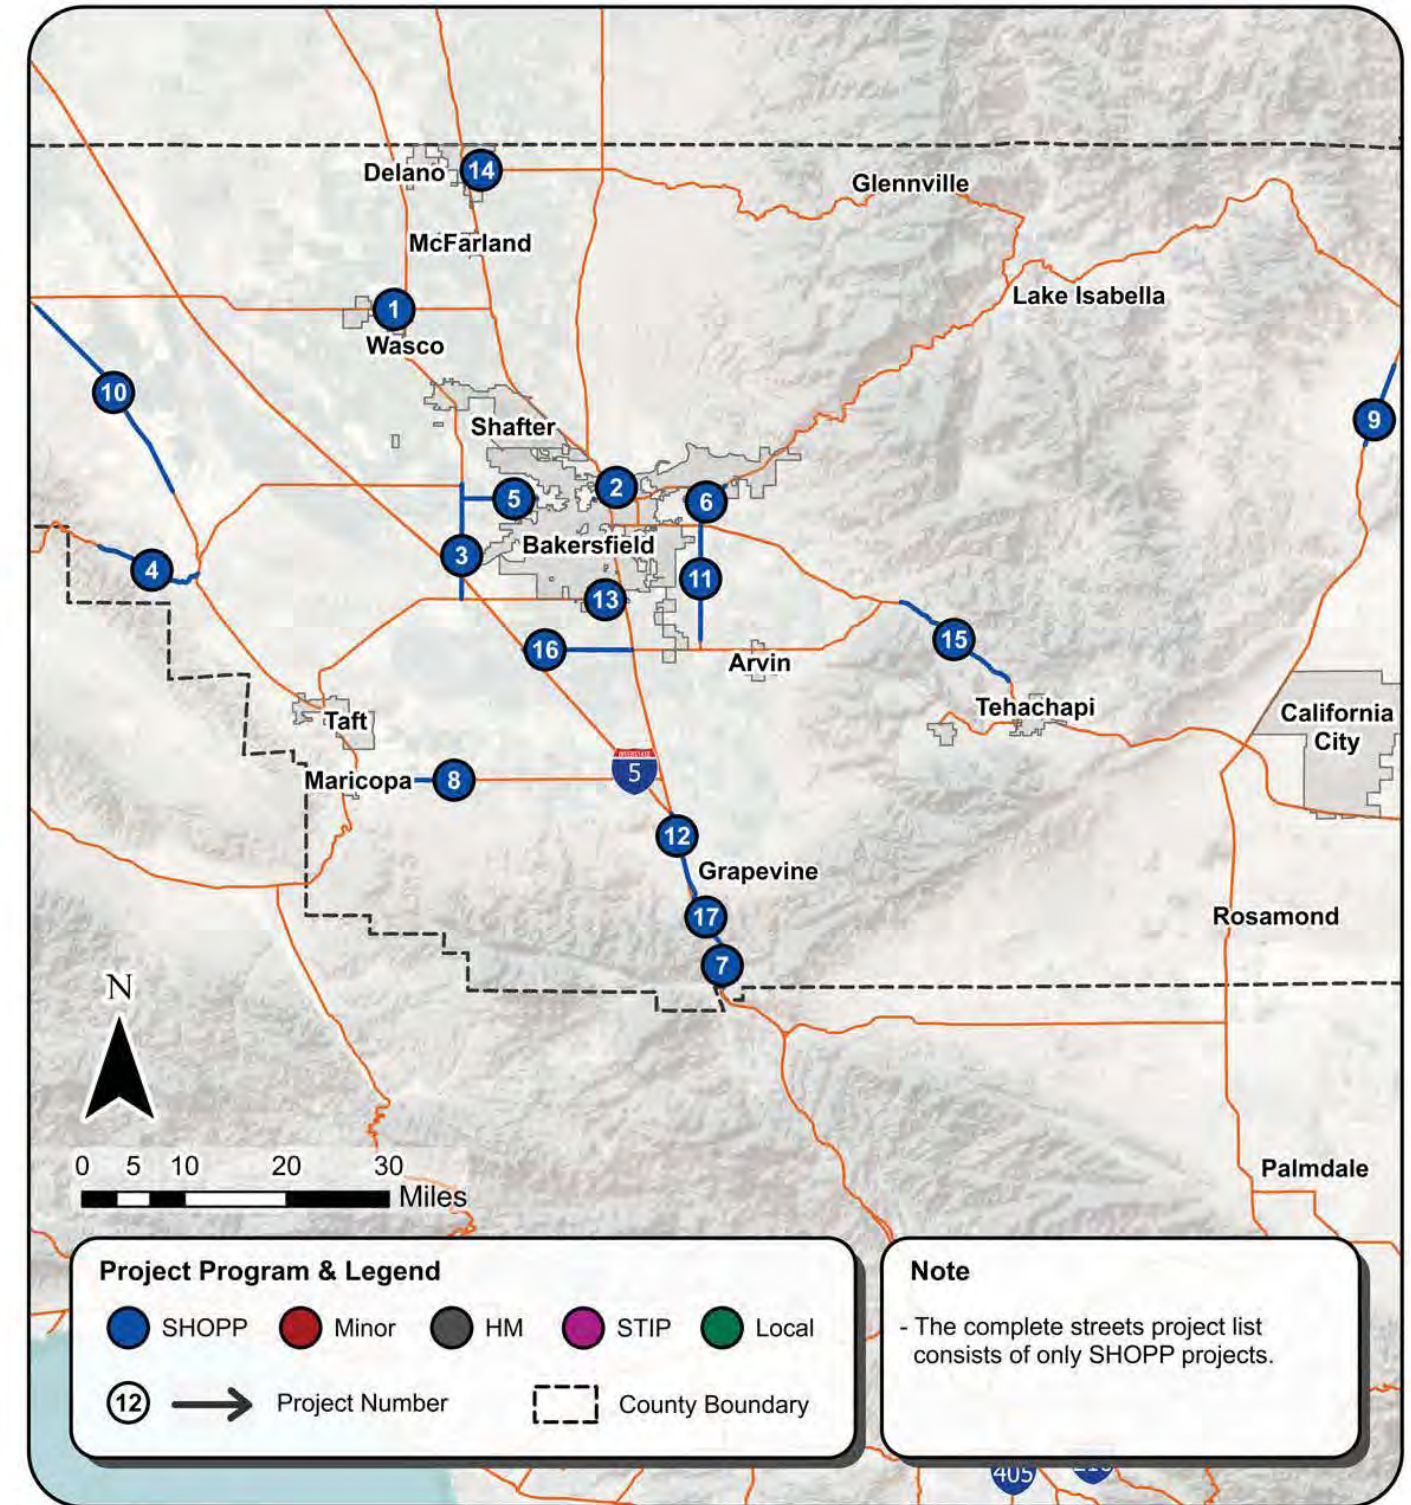 Delano
14
Glennville
McFarland
Lake Isabella
1
Wasco
10
9
Shafter
5
2
6
Bakersfield
3
4
11
13
16
15
Arvin
Tehachapi
California
City
Taft
INTERSTATE
5
Maricopa
8
12
Grapevine
17
Rosamond
7
N
0 5 10 20 30
Miles
Palmdale
Project Program & Legend
SHOPP Minor HM STIP Local
12 Project Number County Boundary
Note
- The complete streets project list
consists of only SHOPP projects.
405